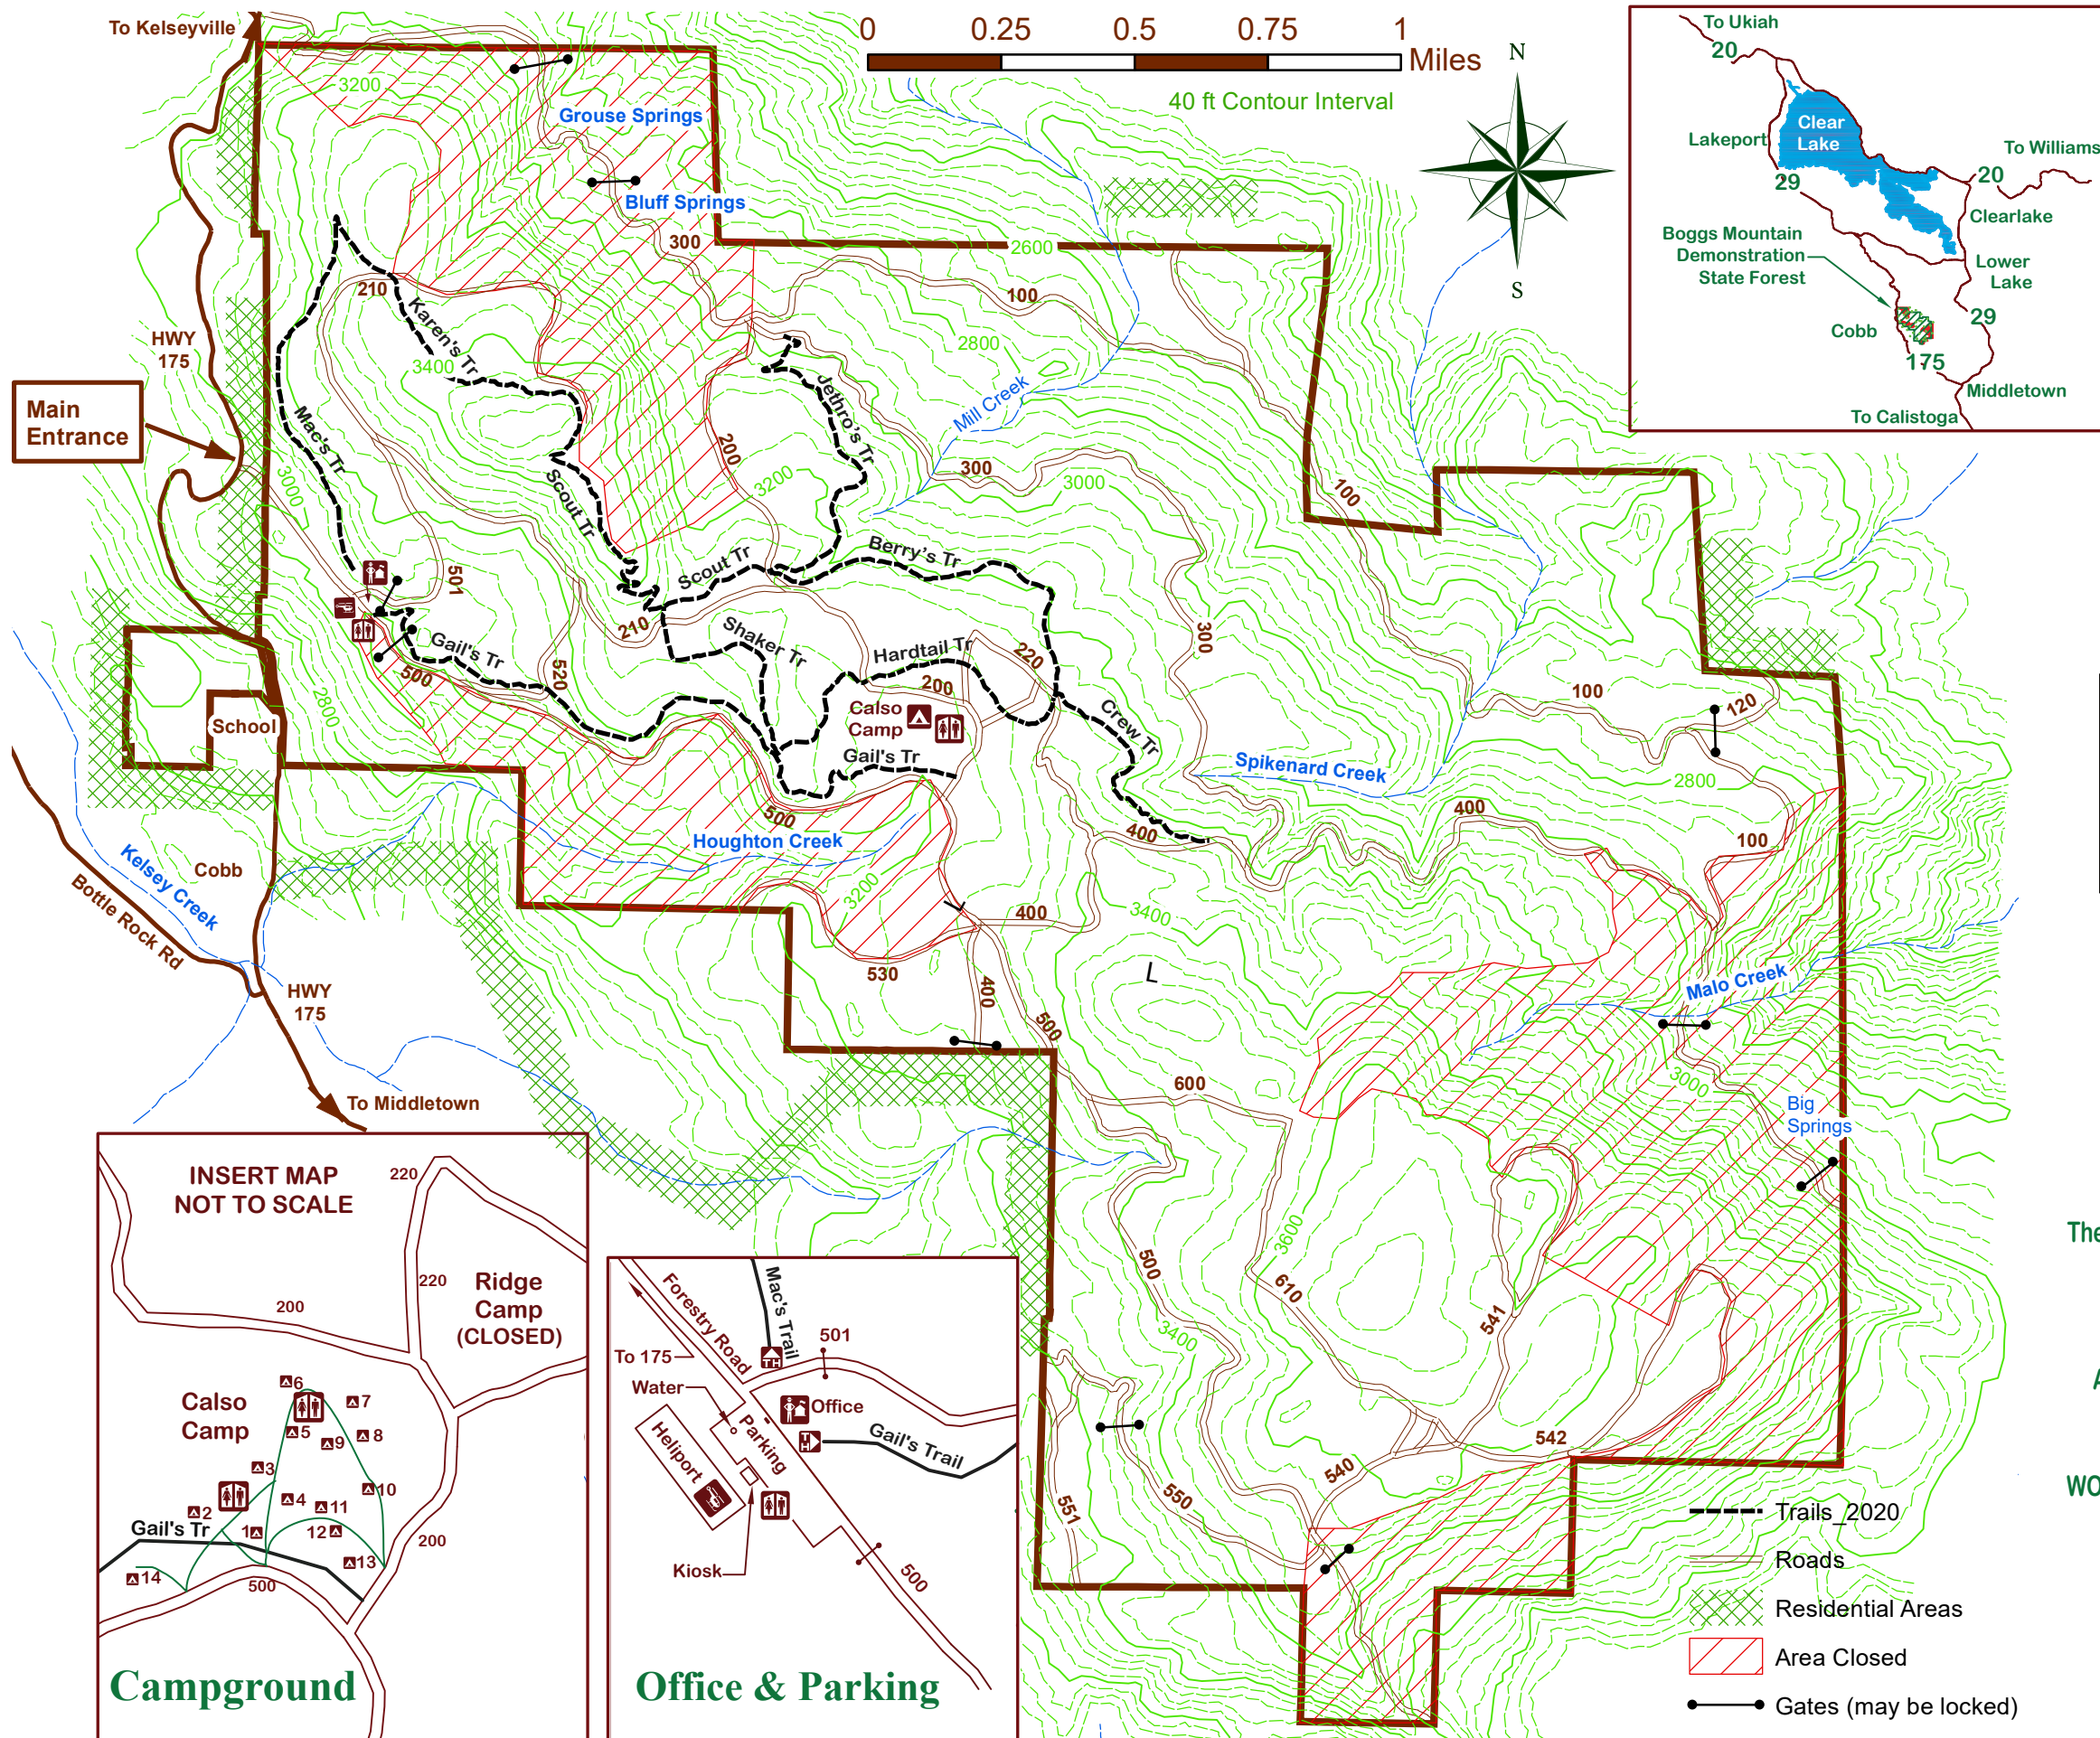 To Kelseyville
0 0.25 0.5 0.75 1
Miles
40 ft Contour Interval
N
S
To Ukiah
20
Clear
Lake
Lakeport
29
To Williams
20
Clearlake
Boggs Mountain
Demonstration
State Forest
Lower
Lake
29
Cobb
175
Middletown
To Calistoga
3200
Grouse Springs
Bluff Springs
300
2600
210
100
Karen's Tr
HWY
175
3400
2800
Jethro's Tr
Mill Creek
Main
Entrance
Mac's Tr
200
3000
Scout Tr
3200
300
3000
100
Berry's Tr
Scout Tr
501
210
Shaker Tr
Hardtail Tr
220
300
Gail's Tr
500
520
200
100
120
2800
School
Calso
Camp
Crew Tr
Gail's Tr
Spikenard Creek
2800
500
Houghton Creek
400
400
100
Kelsey Creek
Cobb
Bottle Rock Rd
3200
400
3400
L
530
400
Malo Creek
HWY
175
500
600
3000
To Middletown
Big
Springs
The
3600
500
610
541
3400
A
542
540
550
551
WO
INSERT MAP
NOT TO SCALE
220
220
Ridge
Camp
(CLOSED)
200
Calso
Camp
6
7
5
9
8
3
10
4
11
2
Gail's Tr
1
12
200
13
14
500
Campground
Forestry Road
Mac's Trail
To 175
501
TH
Water
Office
Parking
TH
Gail's Trail
Heliport
Kiosk
500
Office & Parking
Trails_2020
Roads
Residential Areas
Area Closed
Gates (may be locked)